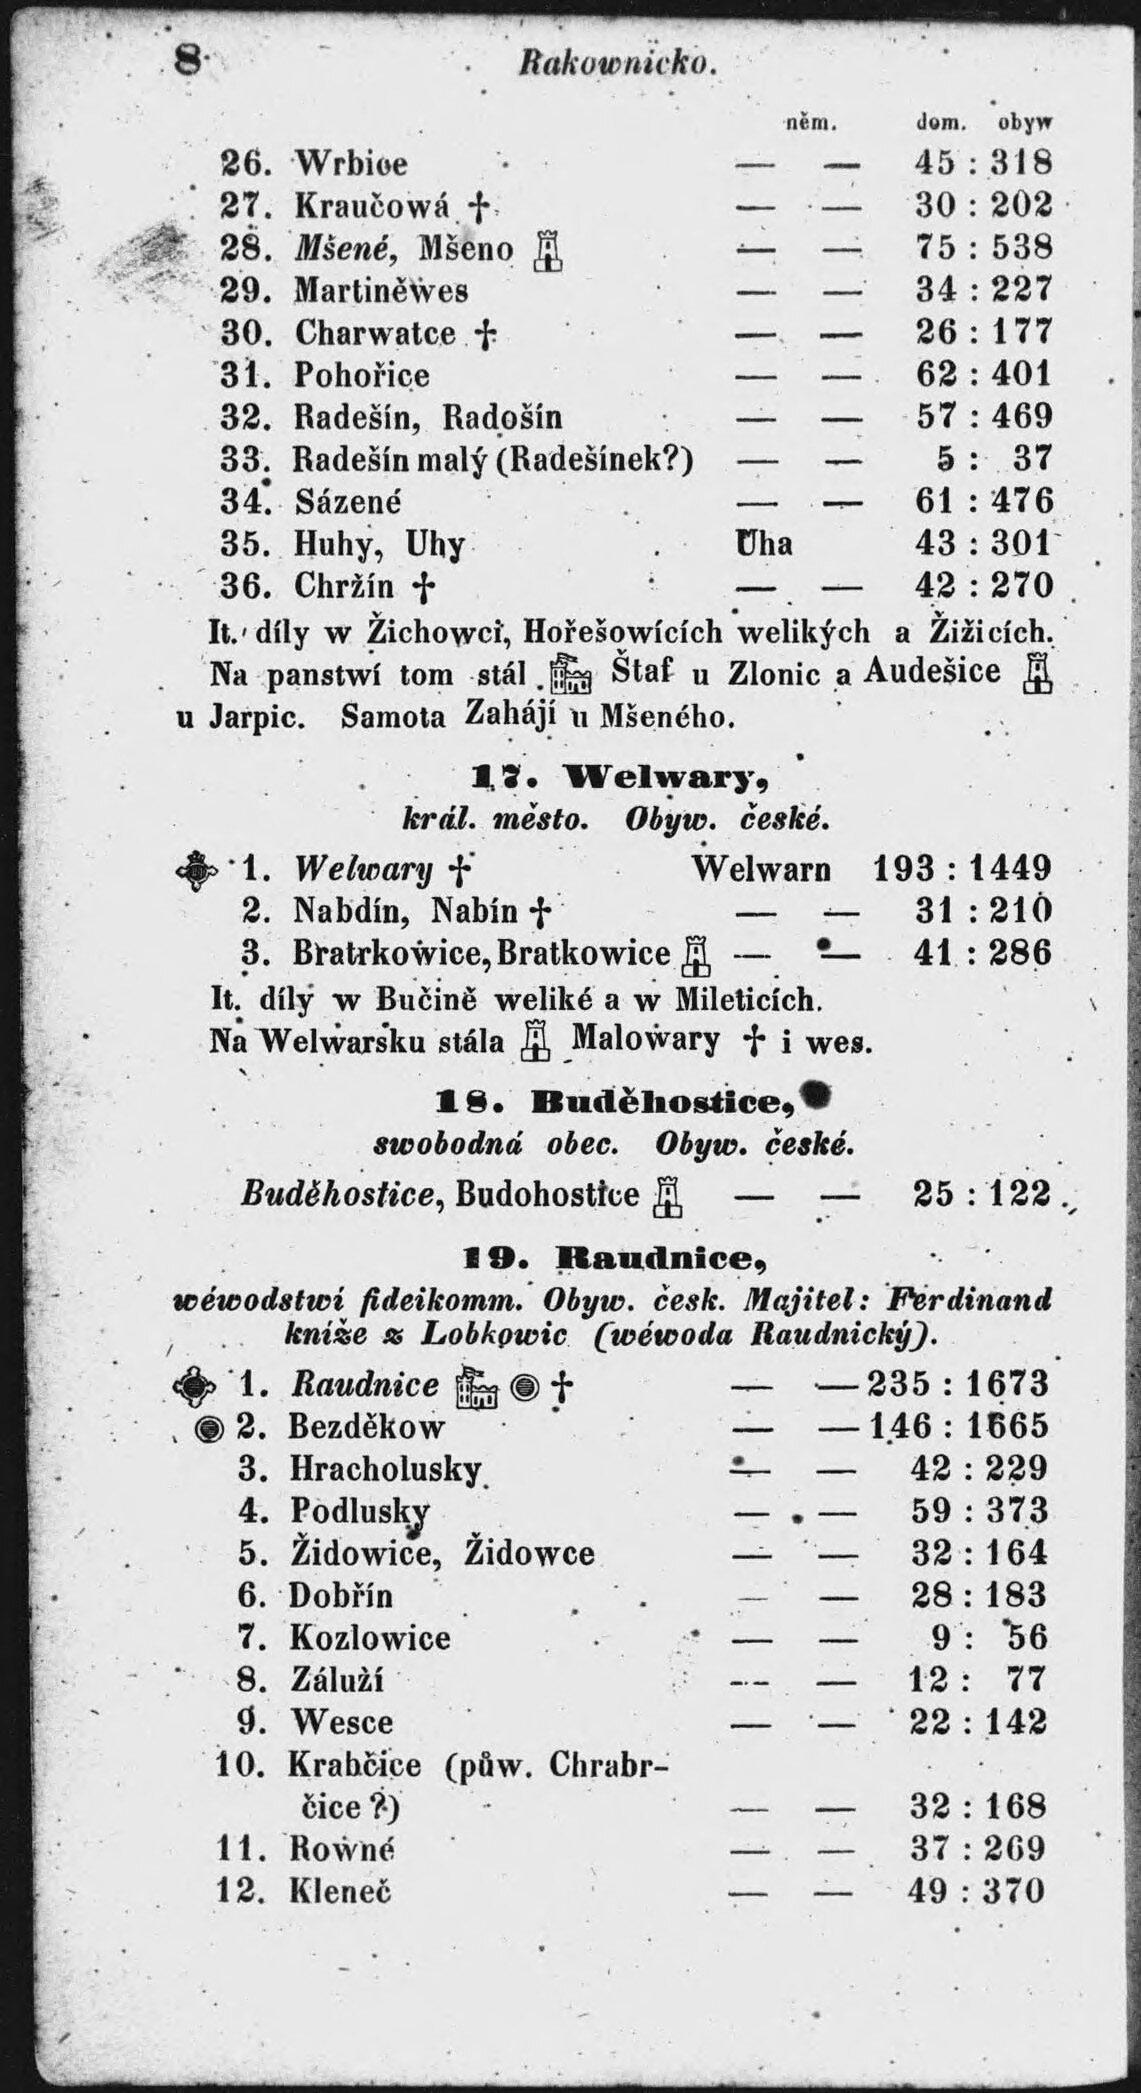 8 Rakownicko.
něm. dom. obyw
26. Wrbice — — 45 : 318
27. Kraučowá † — — 30 : 202
28. Mšené, Mšeno — — 75 : 538
29. Martiněwes — — 34 : 227
30. Charwatce † — — 26 : 177
31. Pohořice — — 62 : 401
32. Radešín, Radošín — — 57 : 469
33. Radešín malý (Radešínek?) — — 5 : 37
34. Sázené — — 61 : 476
35. Huhy, Uhy Uha 43 : 301
36. Chržín † — — 42 : 270
It. díly w Žichowci, Hořešowících welikých a Žižicích.
Na panstwí tom stál Štaf u Zlonic a Audešice
u Jarpic. Samota Zahájí u Mšeného.
17. Welwary,
král. město. Obyw. české.
1. Welwary † Welwarn 193 : 1449
2. Nabdín, Nabín † — — 31 : 210
3. Bratrkowice, Bratkowice — — 41 : 286
It. díly w Bučině weliké a w Mileticích.
Na Welwarsku stála Malowary † i wes.
18. Buděhostice,
swobodná obec. Obyw. české.
Buděhostice, Budohostice — — 25 : 122
19. Raudnice,
wéwodstwí fideikomm. Obyw. česk. Majitel: Ferdinand
kníže z Lobkowic (wéwoda Raudnický).
1. Raudnice † — — 235 : 1673
2. Bezděkow — — 146 : 1665
3. Hracholusky — — 42 : 229
4. Podlusky — — 59 : 373
5. Židowice, Židowce — — 32 : 164
6. Dobřín — — 28 : 183
7. Kozlowice — — 9 : 56
8. Záluží — — 12 : 77
9. Wesce — — 22 : 142
10. Krabčice (půw. Chrabr-
čice?) — — 32 : 168
11. Rowné — — 37 : 269
12. Kleneč — — 49 : 370